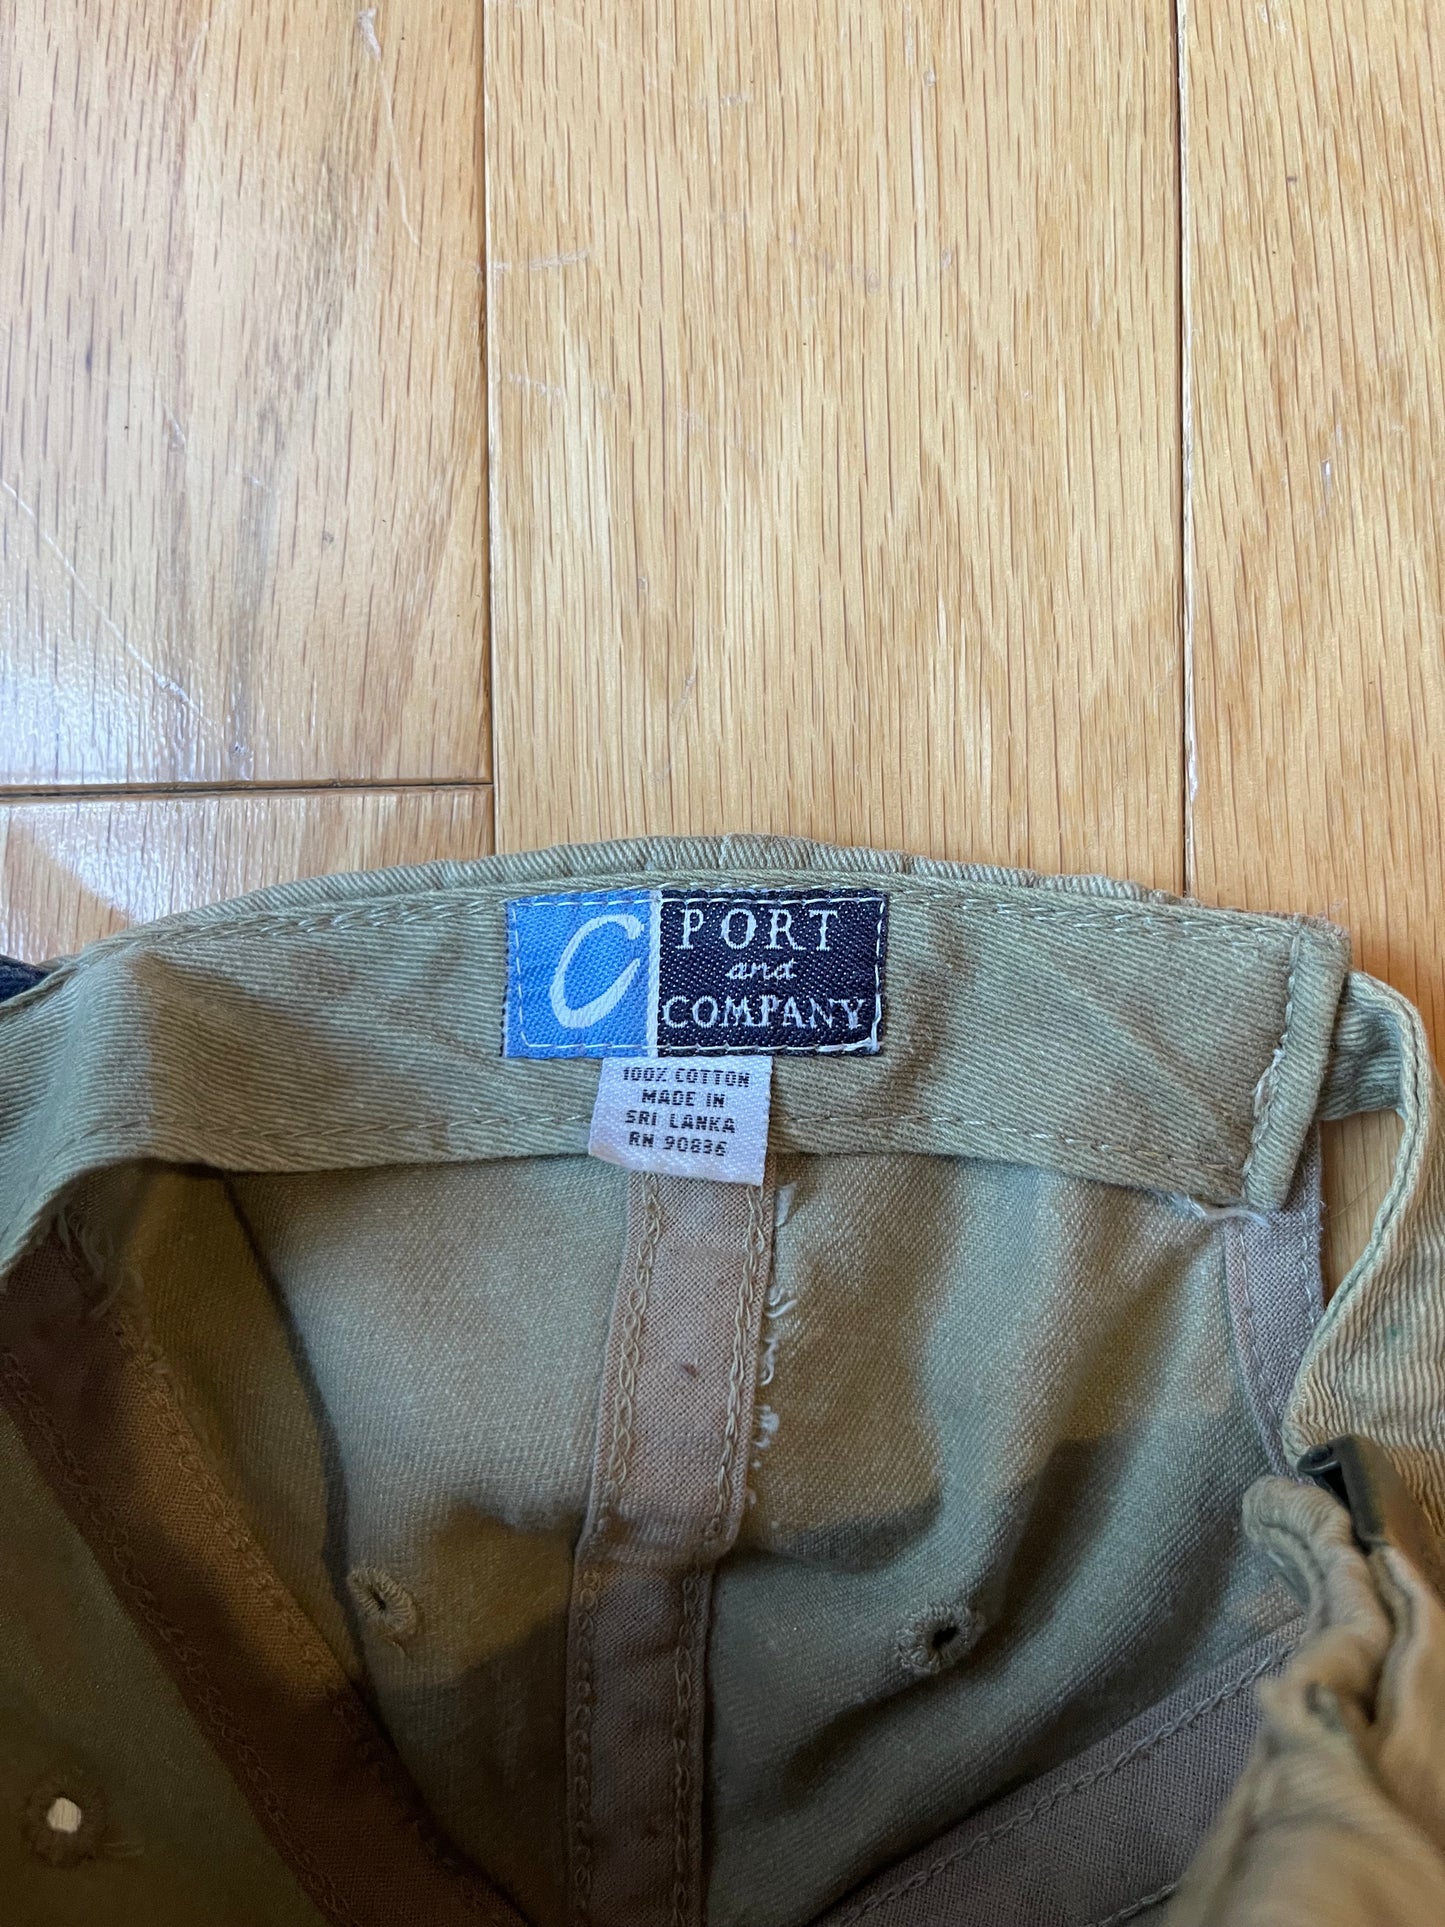 C
PORT
and
COMPANY
100% COTTON
MADE IN
SRI LANKA
RN 90836